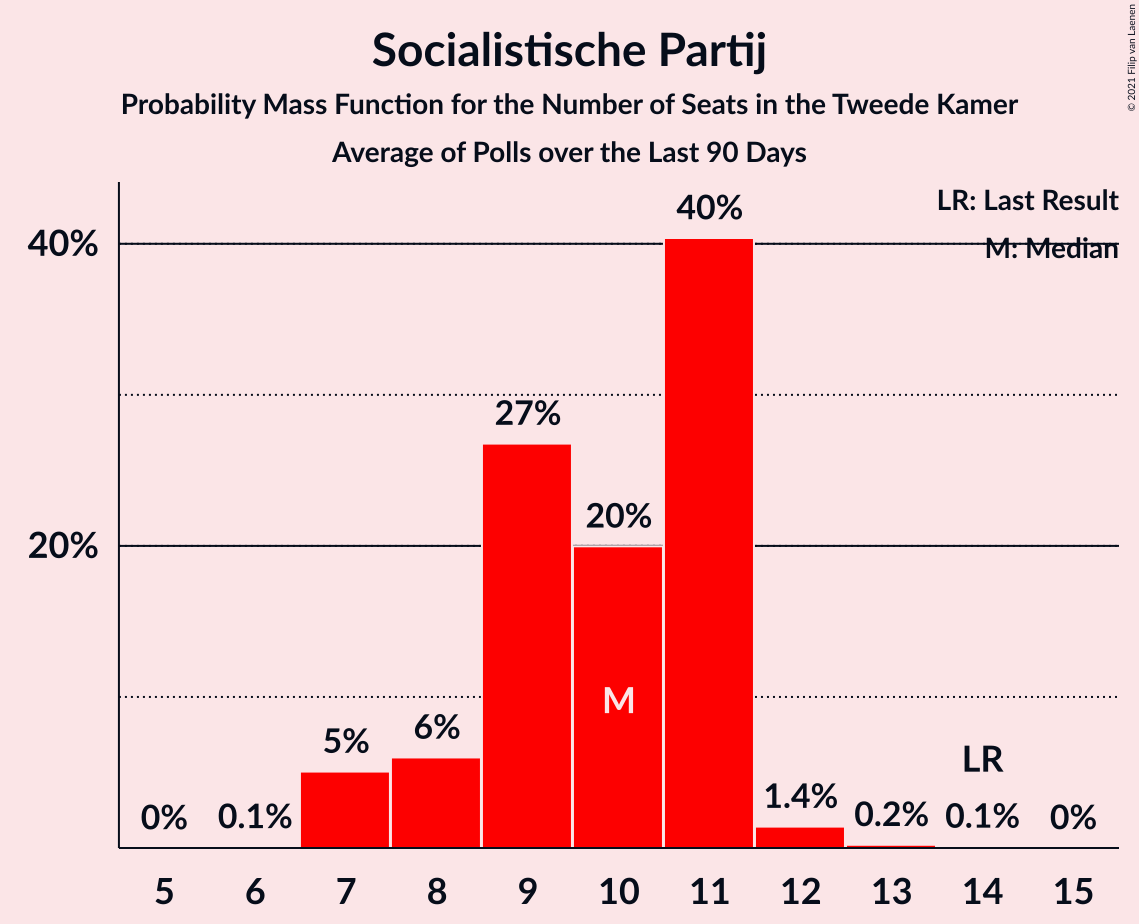 Socialistische Partij
Probability Mass Function for the Number of Seats in the Tweede Kamer
Average of Polls over the Last 90 Days
© 2021 Filip van Laenen
LR: Last Result
M: Median
40%
20%
0%
0.1%
5%
6%
27%
20%
40%
1.4%
0.2%
0.1%
0%
M
LR
5 6 7 8 9 10 11 12 13 14 15